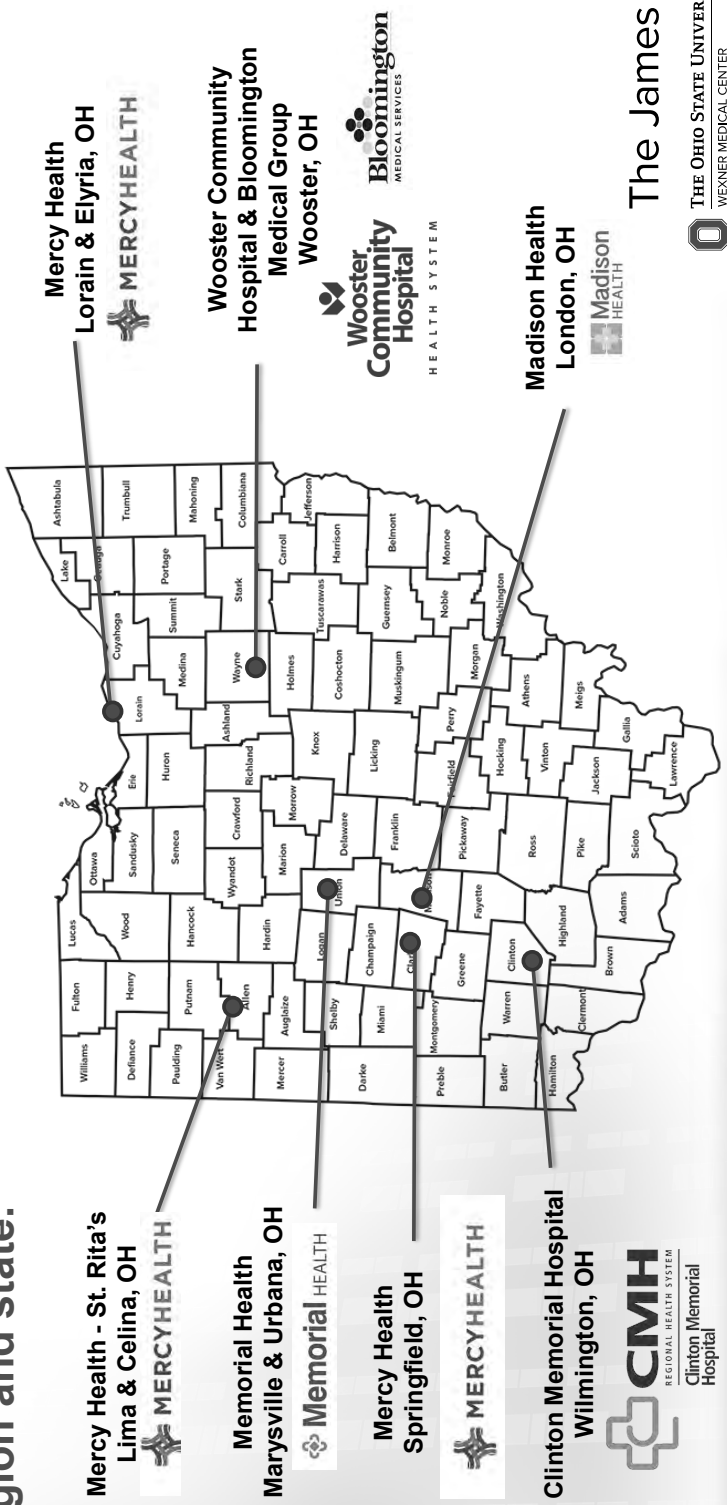 gion and state.
Mercy Health - St. Rita's
Lima & Celina, OH
MERCYHEALTH
Memorial Health
Marysville & Urbana, OH
Memorial HEALTH
Mercy Health
Springfield, OH
MERCYHEALTH
Clinton Memorial Hospital
Wilmington, OH
CMH
REGIONAL HEALTH SYSTEM
Clinton Memorial
Hospital
Williams
Fulton
Lucas
Ottawa
Lake
Ashtabula
Defiance
Henry
Wood
Sandusky
Erie
Lorain
Cuyahoga
Trumbull
Paulding
Putnam
Hancock
Seneca
Huron
Medina
Summit
Portage
Mahoning
Van Wert
Allen
Wyandot
Crawford
Richland
Ashland
Wayne
Stark
Columbiana
Mercer
Auglaize
Hardin
Marion
Morrow
Knox
Holmes
Tuscarawas
Carroll
Jefferson
Darke
Shelby
Logan
Union
Delaware
Licking
Coshocton
Harrison
Miami
Champaign
Franklin
Muskingum
Guernsey
Belmont
Preble
Montgomery
Clar
Pickaway
Fairfield
Perry
Morgan
Noble
Monroe
Butler
Warren
Greene
Fayette
Ross
Hocking
Athens
Washington
Hamilton
Clermont
Clinton
Highland
Pike
Vinton
Jackson
Meigs
Brown
Adams
Scioto
Lawrence
Gallia
Mercy Health
Lorain & Elyria, OH
MERCYHEALTH
Wooster Community
Hospital & Bloomington
Medical Group
Wooster, OH
Wooster
Community
Hospital
HEALTH SYSTEM
Bloomington
MEDICAL SERVICES
Madison Health
London, OH
Madison
HEALTH
The James
THE OHIO STATE UNIVER
WEXNER MEDICAL CENTER